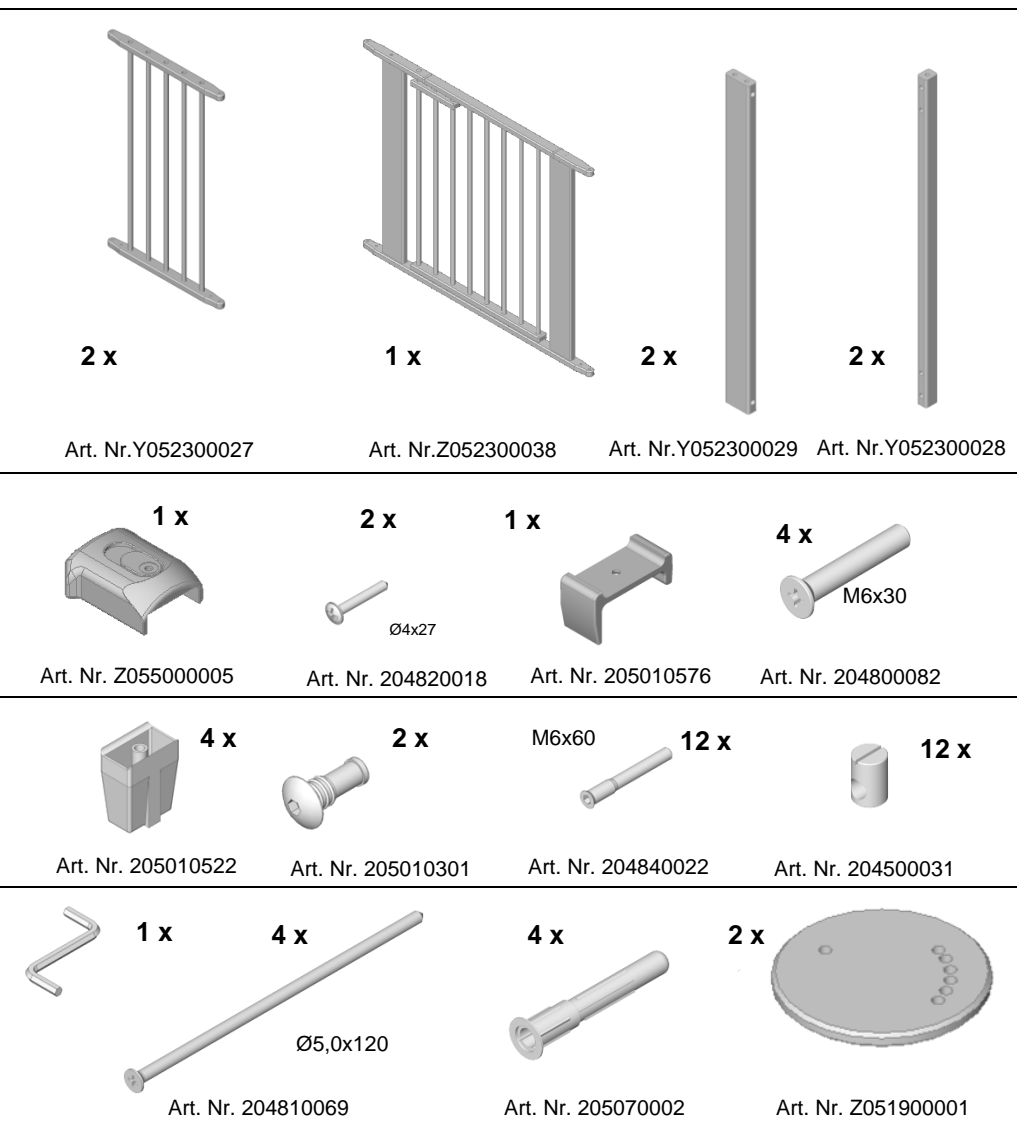 2 x
1 x
2 x
2 x
Art. Nr.Y052300027
Art. Nr.Z052300038
Art. Nr.Y052300029
Art. Nr.Y052300028
1 x
2 x
1 x
4 x
Ø4x27
M6x30
Art. Nr. Z055000005
Art. Nr. 204820018
Art. Nr. 205010576
Art. Nr. 204800082
4 x
2 x
M6x60
12 x
12 x
Art. Nr. 205010522
Art. Nr. 205010301
Art. Nr. 204840022
Art. Nr. 204500031
1 x
4 x
4 x
2 x
Ø5,0x120
Art. Nr. 204810069
Art. Nr. 205070002
Art. Nr. Z051900001